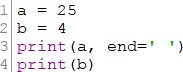 1 a = 25
2 b = 4
3 print(a, end=' ')
4 print(b)